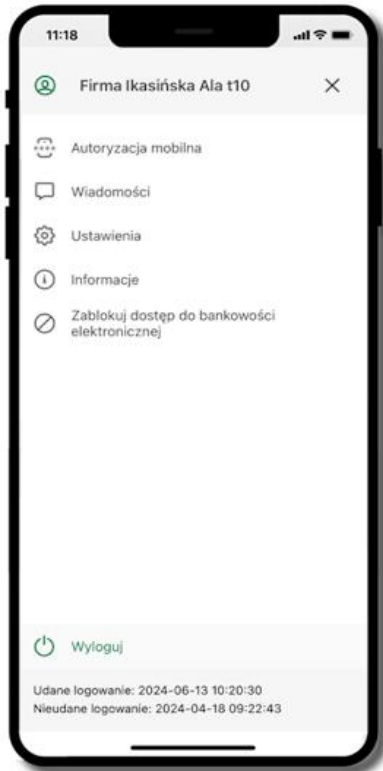 11:18
Firma Ikasińska Ala t10
Autoryzacja mobilna
Wiadomości
Ustawienia
Informacje
Zablokuj dostęp do bankowości
elektronicznej
Wyloguj
Udane logowanie: 2024-06-13 10:20:30
Nieudane logowanie: 2024-04-18 09:22:43